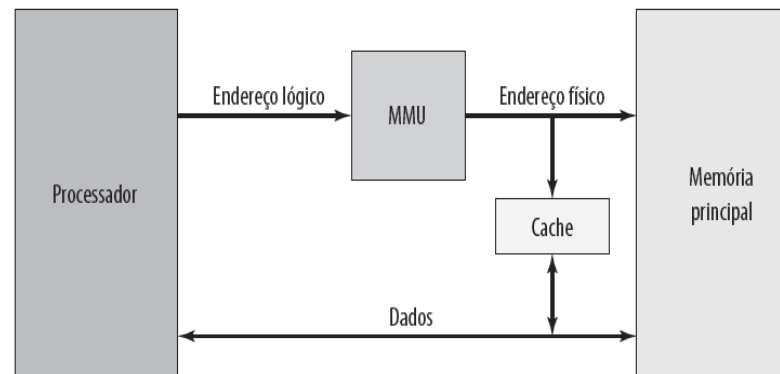 Endereço lógico
MMU
Endereço físico
Processador
Memória
principal
Cache
Dados